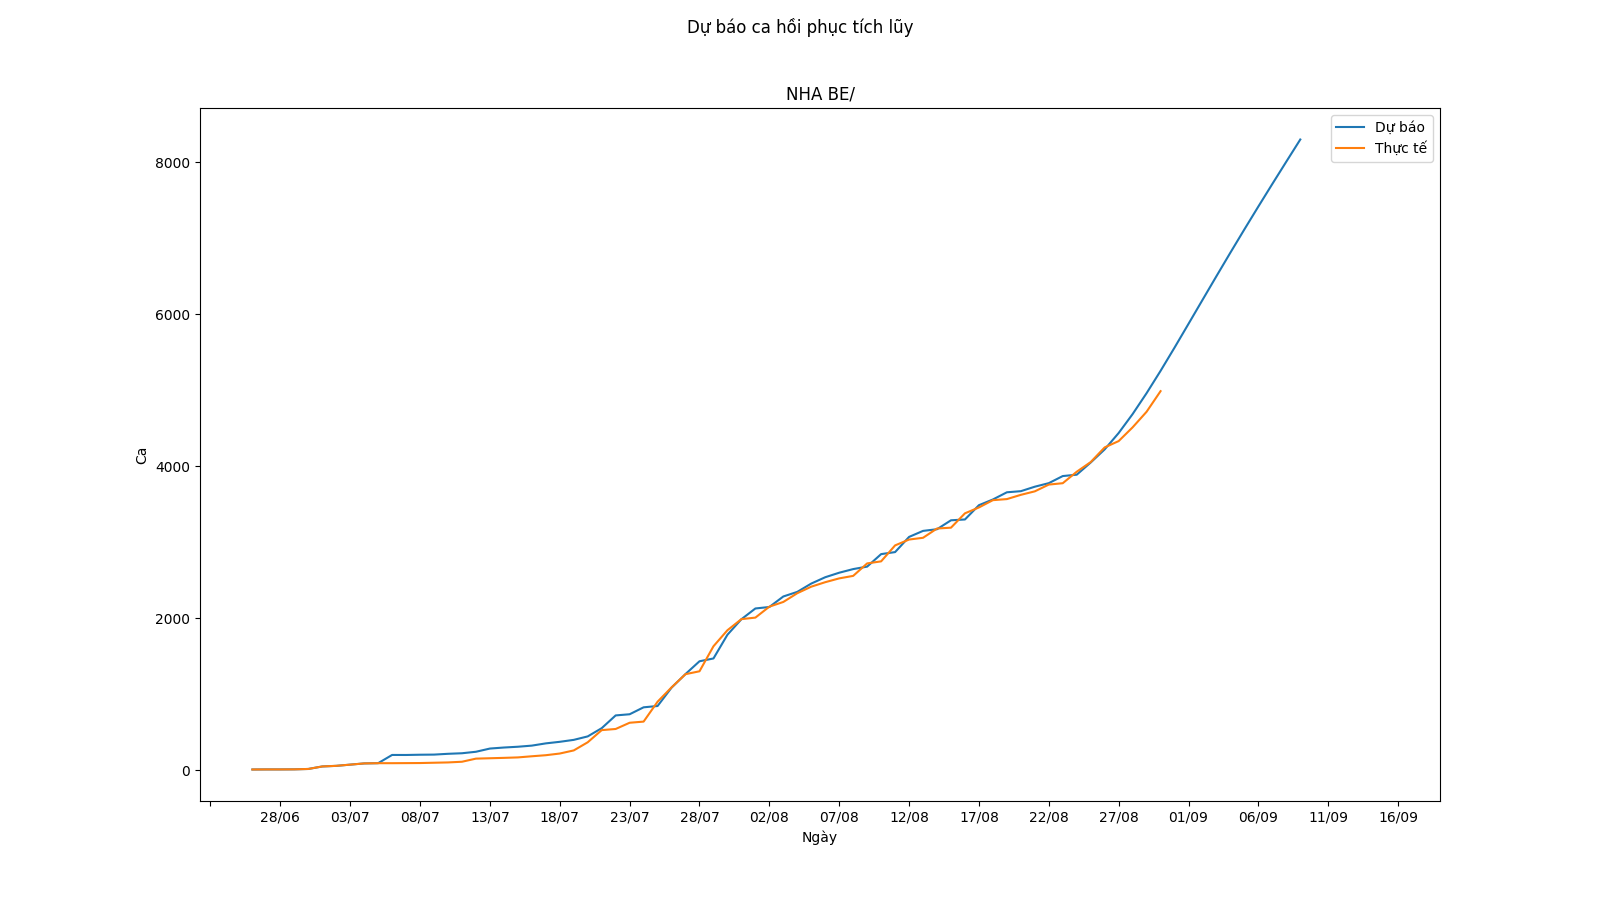 Dự báo ca hồi phục tích lũy
NHA BE/
Dự báo
Thực tế
8000
6000
4000
2000
0
Ca
28/06 03/07 08/07 13/07 18/07 23/07 28/07 02/08 07/08 12/08 17/08 22/08 27/08 01/09 06/09 11/09 16/09
Ngày